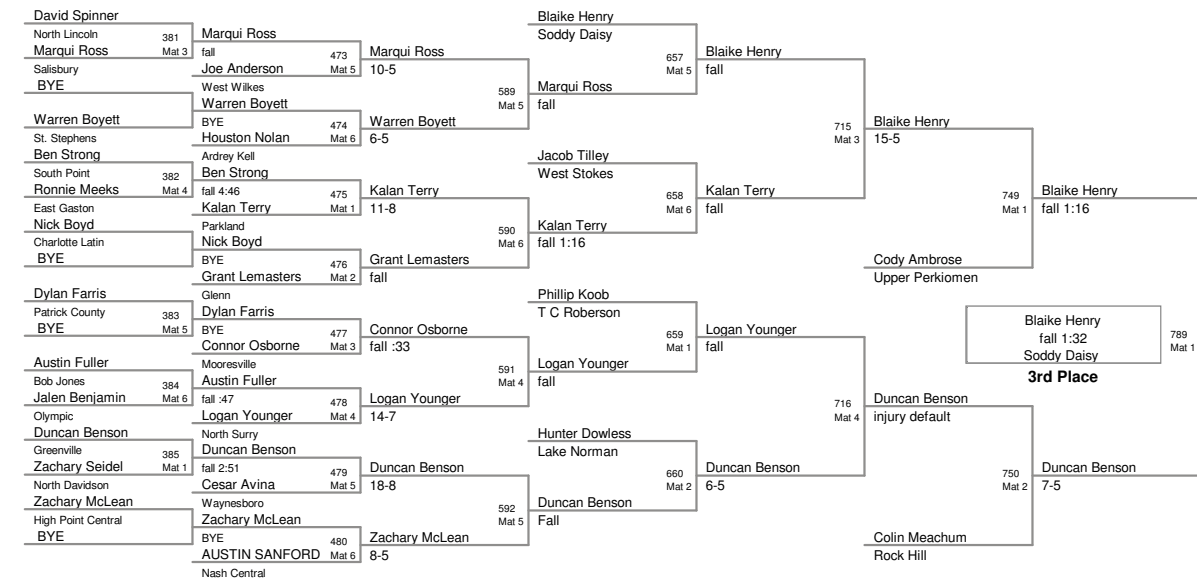 David Spinner
North Lincoln
381
Marqui Ross
Mat 3
Salisbury
BYE
Warren Boyett
St. Stephens
Ben Strong
South Point
382
Ronnie Meeks
Mat 4
East Gaston
Nick Boyd
Charlotte Latin
BYE
Dylan Farris
Patrick County
383
BYE
Mat 5
Austin Fuller
Bob Jones
384
Jalen Benjamin
Mat 6
Olympic
Duncan Benson
Greenville
385
Zachary Seidel
Mat 1
North Davidson
Zachary McLean
High Point Central
BYE
Marqui Ross
fall
473
Joe Anderson
Mat 5
West Wilkes
Warren Boyett
BYE
474
Houston Nolan
Mat 6
Ardrey Kell
Ben Strong
fall 4:46
475
Kalan Terry
Mat 1
Parkland
Nick Boyd
BYE
476
Grant Lemasters
Mat 2
Glenn
Dylan Farris
BYE
477
Connor Osborne
Mat 3
Mooresville
Austin Fuller
fall :47
478
Logan Younger
Mat 4
North Surry
Duncan Benson
fall 2:51
479
Cesar Avina
Mat 5
Waynesboro
Zachary McLean
BYE
480
AUSTIN SANFORD
Mat 6
Nash Central
Marqui Ross
10-5
589
Mat 5
Warren Boyett
6-5
Kalan Terry
11-8
590
Mat 6
Grant Lemasters
fall
Connor Osborne
fall :33
591
Mat 4
Logan Younger
14-7
Duncan Benson
18-8
592
Mat 5
Zachary McLean
8-5
Blaike Henry
Soddy Daisy
657
Mat 5
Marqui Ross
fall
Jacob Tilley
West Stokes
658
Mat 6
Kalan Terry
fall 1:16
Phillip Koob
T C Roberson
659
Mat 1
Logan Younger
fall
Hunter Dowless
Lake Norman
660
Mat 2
Duncan Benson
Fall
Blaike Henry
fall
715
Mat 3
Kalan Terry
fall
Logan Younger
fall
716
Mat 4
Duncan Benson
6-5
Blaike Henry
15-5
749
Mat 1
Cody Ambrose
Upper Perkiomen
Duncan Benson
injury default
750
Mat 2
Colin Meachum
Rock Hill
Blaike Henry
fall 1:16
Blaike Henry
fall 1:32
Soddy Daisy
789
Mat 1
3rd Place
Duncan Benson
7-5